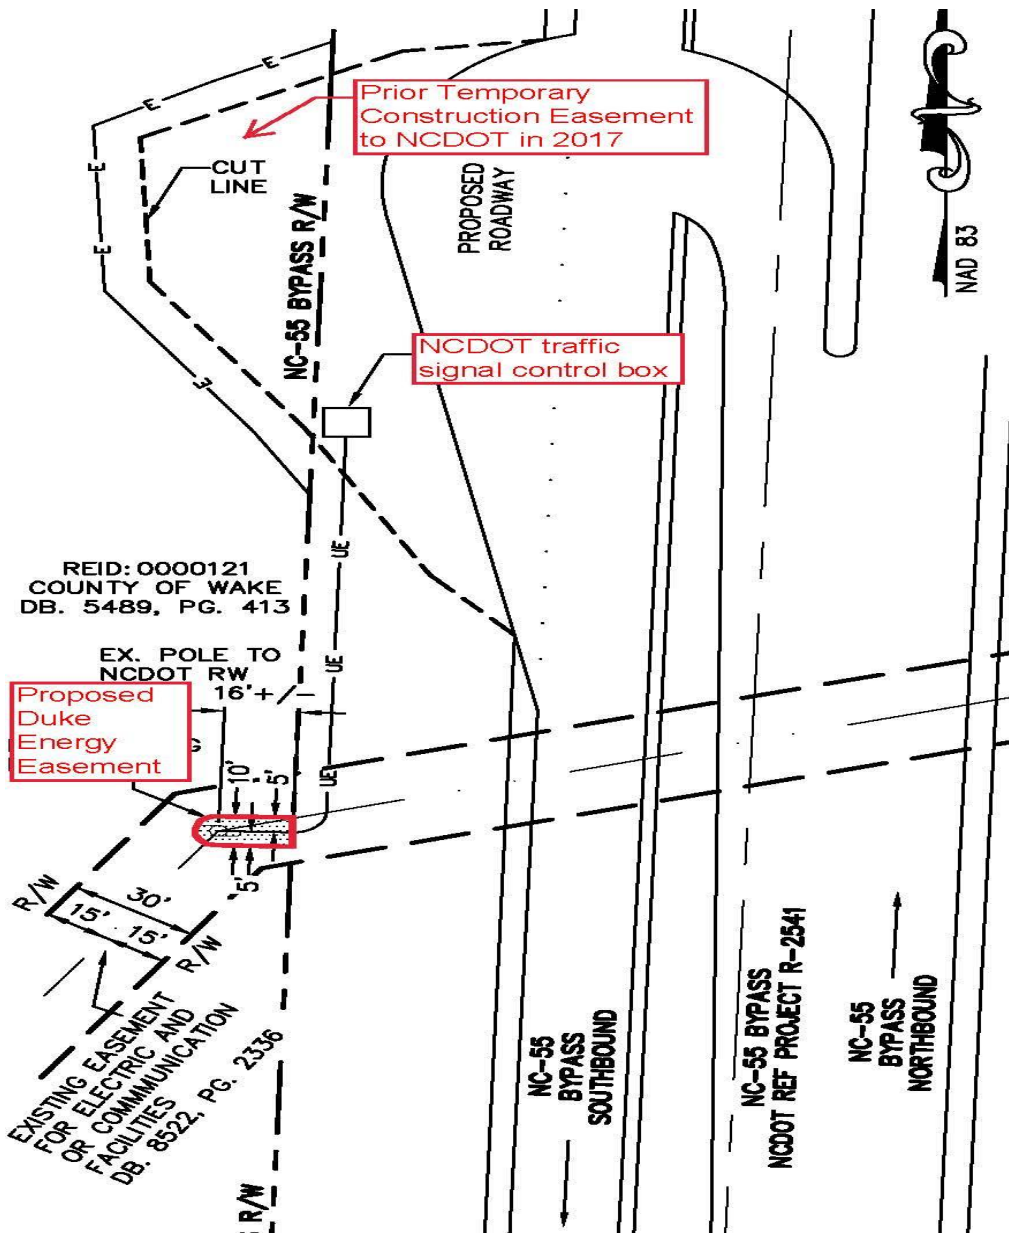 E
E
E
E
E
CUT
LINE
Prior Temporary
Construction Easement
to NCDOT in 2017
NC-55 BYPASS R/W
PROPOSED
ROADWAY
NAD 83
NCDOT traffic
signal control box
UE
UE
UE
REID: 0000121
COUNTY OF WAKE
DB. 5489, PG. 413
EX. POLE TO
NCDOT RW
16'+
Proposed
Duke
Energy
Easement
10'
5'
5'
R/W
30'
15'
15'
R/W
EXISTING EASEMENT
FOR ELECTRIC AND
OR COMMMUNICATION
FACILITIES
DB. 8522, PG. 2336
R/W
NC-55
BYPASS
SOUTHBOUND
NC-55 BYPASS
NCDOT REF PROJECT R-2541
NC-55
BYPASS
NORTHBOUND